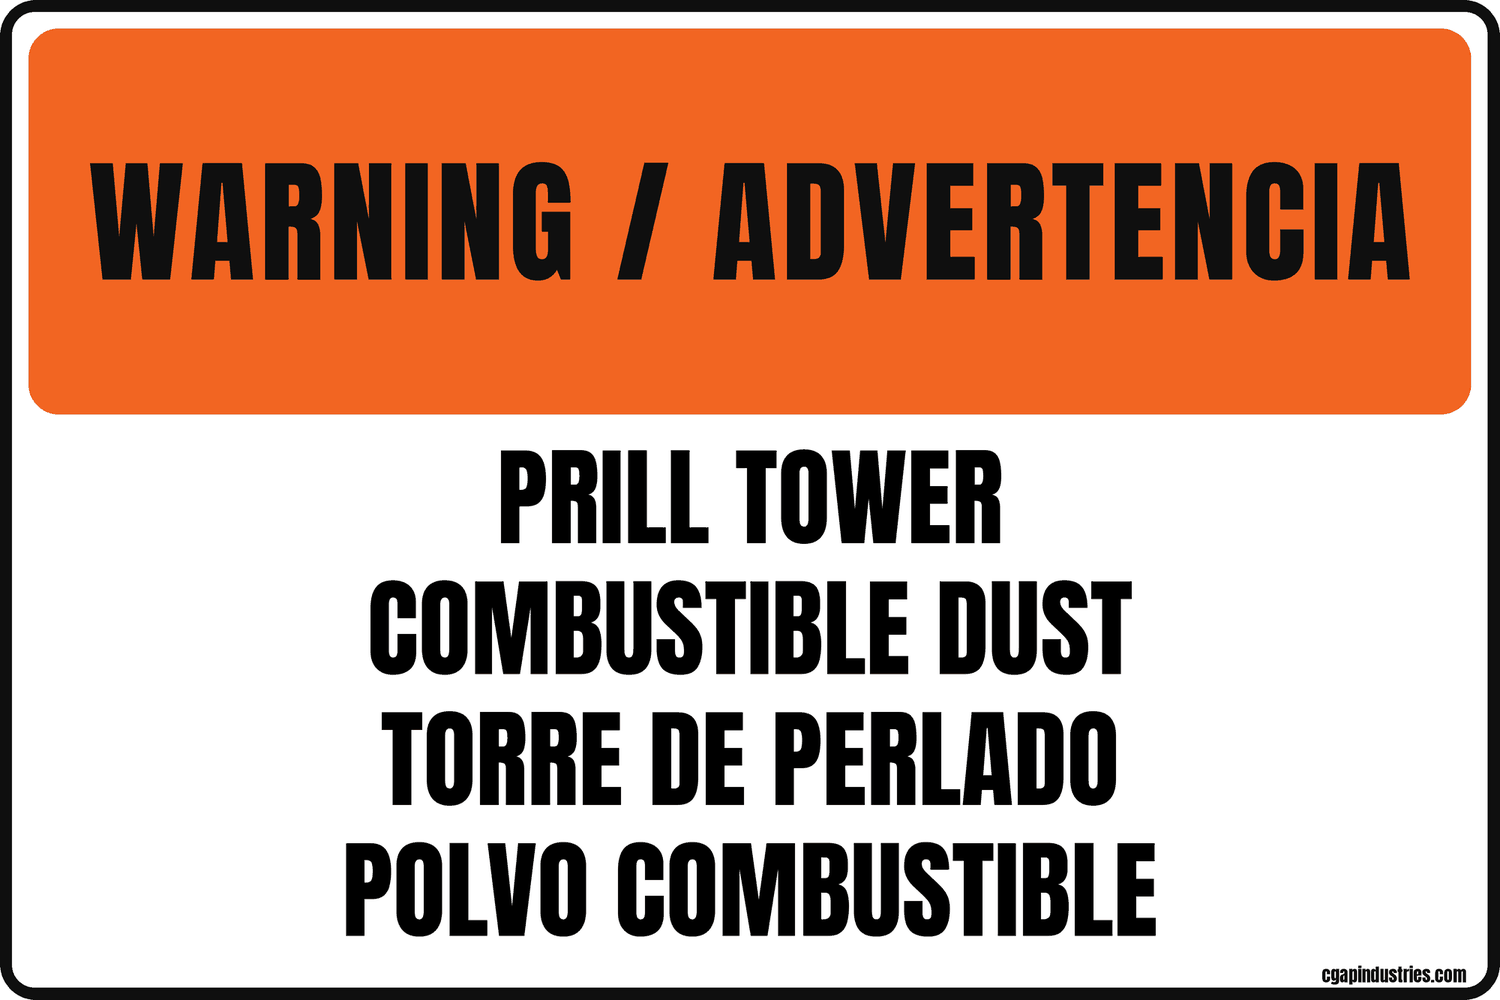 WARNING / ADVERTENCIA
PRILL TOWER
COMBUSTIBLE DUST
TORRE DE PERLADO
POLVO COMBUSTIBLE
cgapindustries.com